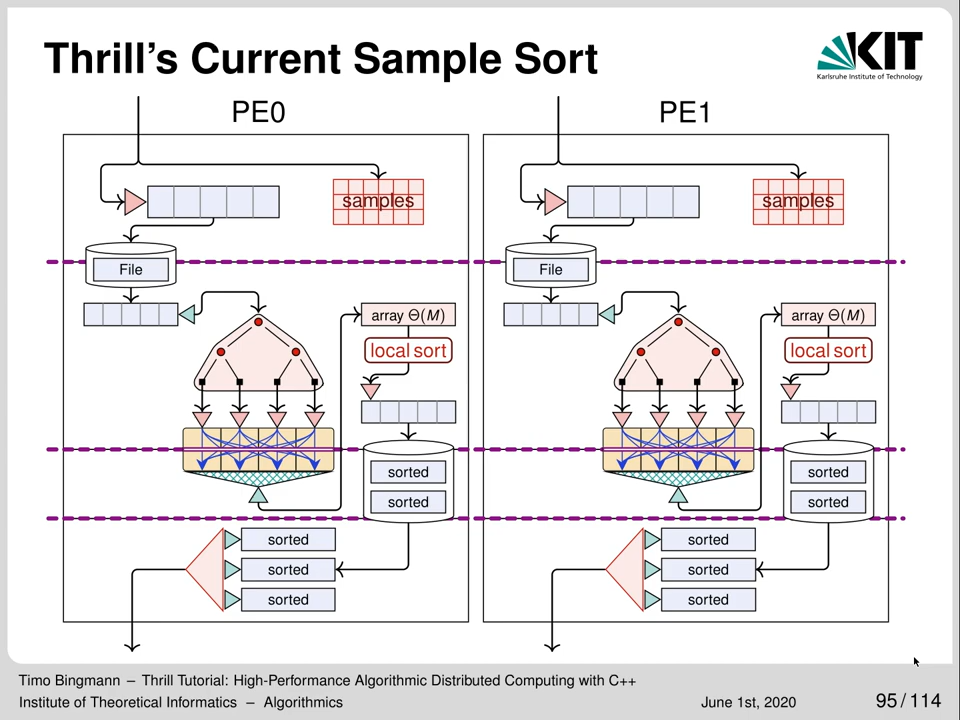 Thrill's Current Sample Sort
KIT
Karlsruhe Institute of Technology
PE0
samples
File
array Θ(M)
local sort
sorted
sorted
sorted
sorted
sorted
PE1
samples
File
array Θ(M)
local sort
sorted
sorted
sorted
sorted
sorted
Timo Bingmann – Thrill Tutorial: High-Performance Algorithmic Distributed Computing with C++
Institute of Theoretical Informatics – Algorithmics
June 1st, 2020
95 / 114